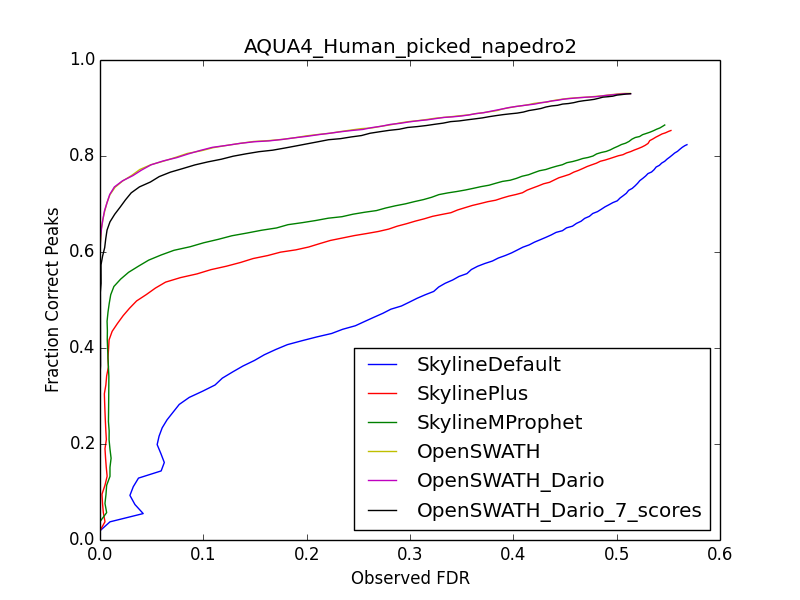 AQUA4_Human_picked_napedro2
1.0
0.8
0.6
0.4
0.2
0.0
Fraction Correct Peaks
SkylineDefault
SkylinePlus
SkylineMProphet
OpenSWATH
OpenSWATH_Dario
OpenSWATH_Dario_7_scores
0.0 0.1 0.2 0.3 0.4 0.5 0.6
Observed FDR